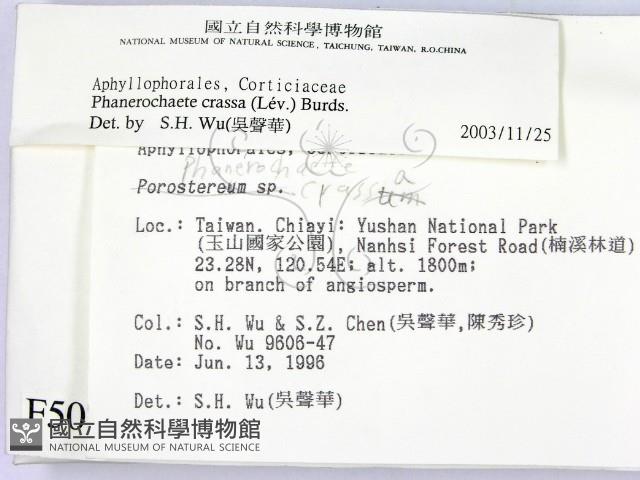 國立自然科學博物館
NATIONAL MUSEUM OF NATURAL SCIENCE, TAICHUNG, TAIWAN, R.O.CHINA
Aphyllophorales, Corticiaceae
Phanerochaete crassa (Lév.) Burds.
Det. by S.H. Wu(吳聲華)
2003/11/25
Aphyllophorales,
Phanerochaete
Porostereum sp. crassa
Loc.: Taiwan. Chiayi: Yushan National Park
(玉山國家公園), Nanhsi Forest Road(楠溪林道)
23.28N, 120.54E; alt. 1800m;
on branch of angiosperm.
Col.: S.H. Wu & S.Z. Chen(吳聲華,陳秀珍)
No. Wu 9606-47
Date: Jun. 13, 1996
Det.: S.H. Wu(吳聲華)
F50
國立自然科學博物館
NATIONAL MUSEUM OF NATURAL SCIENCE